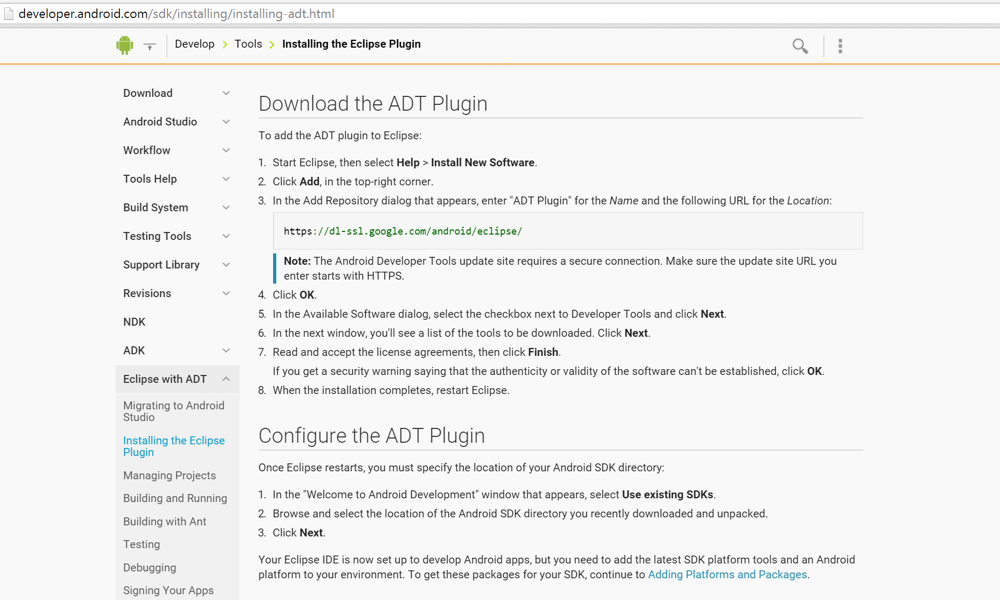 developer.android.com/sdk/installing/installing-adt.html
Develop > Tools > Installing the Eclipse Plugin
Download
Android Studio
Workflow
Tools Help
Build System
Testing Tools
Support Library
Revisions
NDK
ADK
Eclipse with ADT
Migrating to Android
Studio
Installing the Eclipse
Plugin
Managing Projects
Building and Running
Building with Ant
Testing
Debugging
Signing Your Apps
Download the ADT Plugin
To add the ADT plugin to Eclipse:
1. Start Eclipse, then select Help > Install New Software.
2. Click Add, in the top-right corner.
3. In the Add Repository dialog that appears, enter "ADT Plugin" for the Name and the following URL for the Location:
https://dl-ssl.google.com/android/eclipse/
Note: The Android Developer Tools update site requires a secure connection. Make sure the update site URL you
enter starts with HTTPS.
4. Click OK.
5. In the Available Software dialog, select the checkbox next to Developer Tools and click Next.
6. In the next window, you'll see a list of the tools to be downloaded. Click Next.
7. Read and accept the license agreements, then click Finish.
If you get a security warning saying that the authenticity or validity of the software can't be established, click OK.
8. When the installation completes, restart Eclipse.
Configure the ADT Plugin
Once Eclipse restarts, you must specify the location of your Android SDK directory:
1. In the "Welcome to Android Development" window that appears, select Use existing SDKs.
2. Browse and select the location of the Android SDK directory you recently downloaded and unpacked.
3. Click Next.
Your Eclipse IDE is now set up to develop Android apps, but you need to add the latest SDK platform tools and an Android
platform to your environment. To get these packages for your SDK, continue to Adding Platforms and Packages.